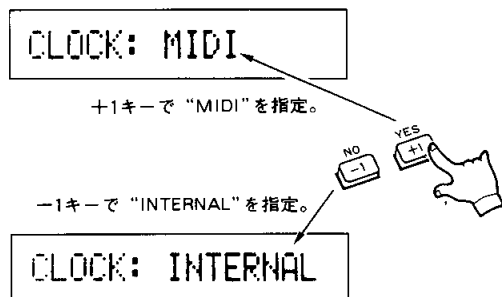 CLOCK: MIDI
+1キーで “MIDI”を指定。
YES
+1
NO
-1
-1キーで “INTERNAL”を指定。
CLOCK: INTERNAL